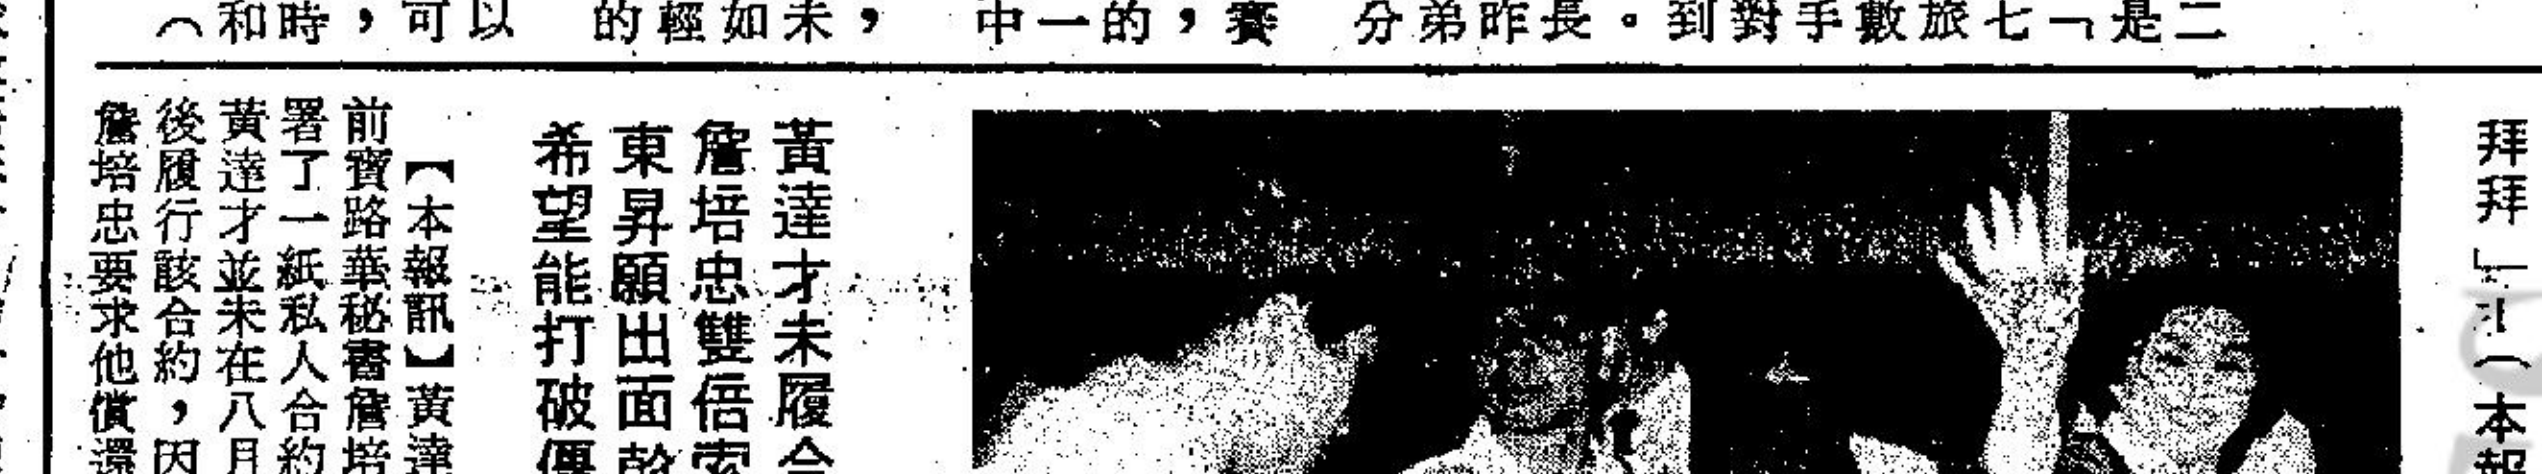 二是﹁七旅數手對到。長昨弟分
賽，的一中
，未如輕的
以可，時和（
拜拜﹂（本報
黃達才未履合
詹培忠雙倍索
東昇願出面
希望能打破
【本報訊】黃達
前寶路華秘書詹培
署了一紙私人合約
黃達才並未在八月
後履行該合約，因
詹培忠要求他償還